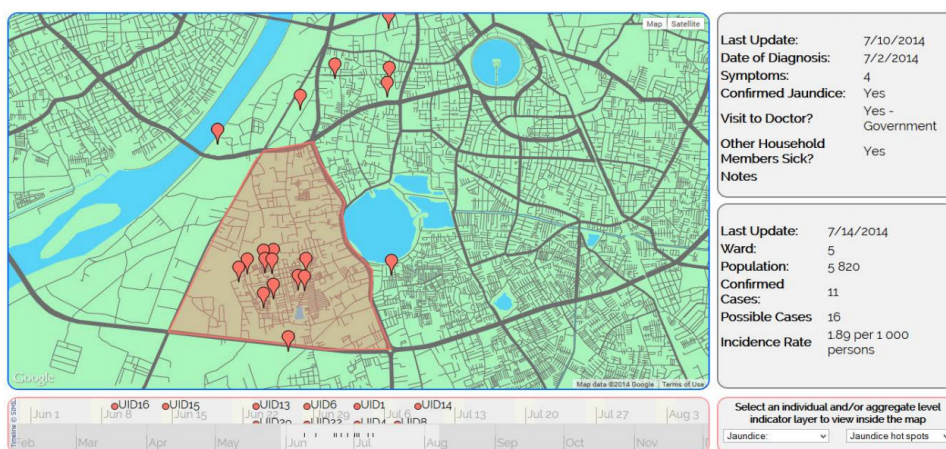 Map Satellite
Google
Map data ©2014 Google Terms of Use
Last Update: 7/10/2014
Date of Diagnosis: 7/2/2014
Symptoms: 4
Confirmed Jaundice: Yes
Visit to Doctor? Yes -
Government
Other Household
Members Sick? Yes
Notes
Last Update: 7/14/2014
Ward: 5
Population: 5 820
Confirmed
Cases: 11
Possible Cases 16
Incidence Rate 1.89 per 1 000
persons
UID16 UID15 UID13 UID6 UID1 UID14
Jun 1 Jun 8 Jun 15 Jun 22 Jun 29 Jul 6 Jul 13 Jul 20 Jul 27 Aug 3
UID4 UID8
Feb Mar Apr May Jun Jul Aug Sep Oct Nov
Timeline ©
Select an individual and/or aggregate level
indicator layer to view inside the map
Jaundice: Jaundice hot spots